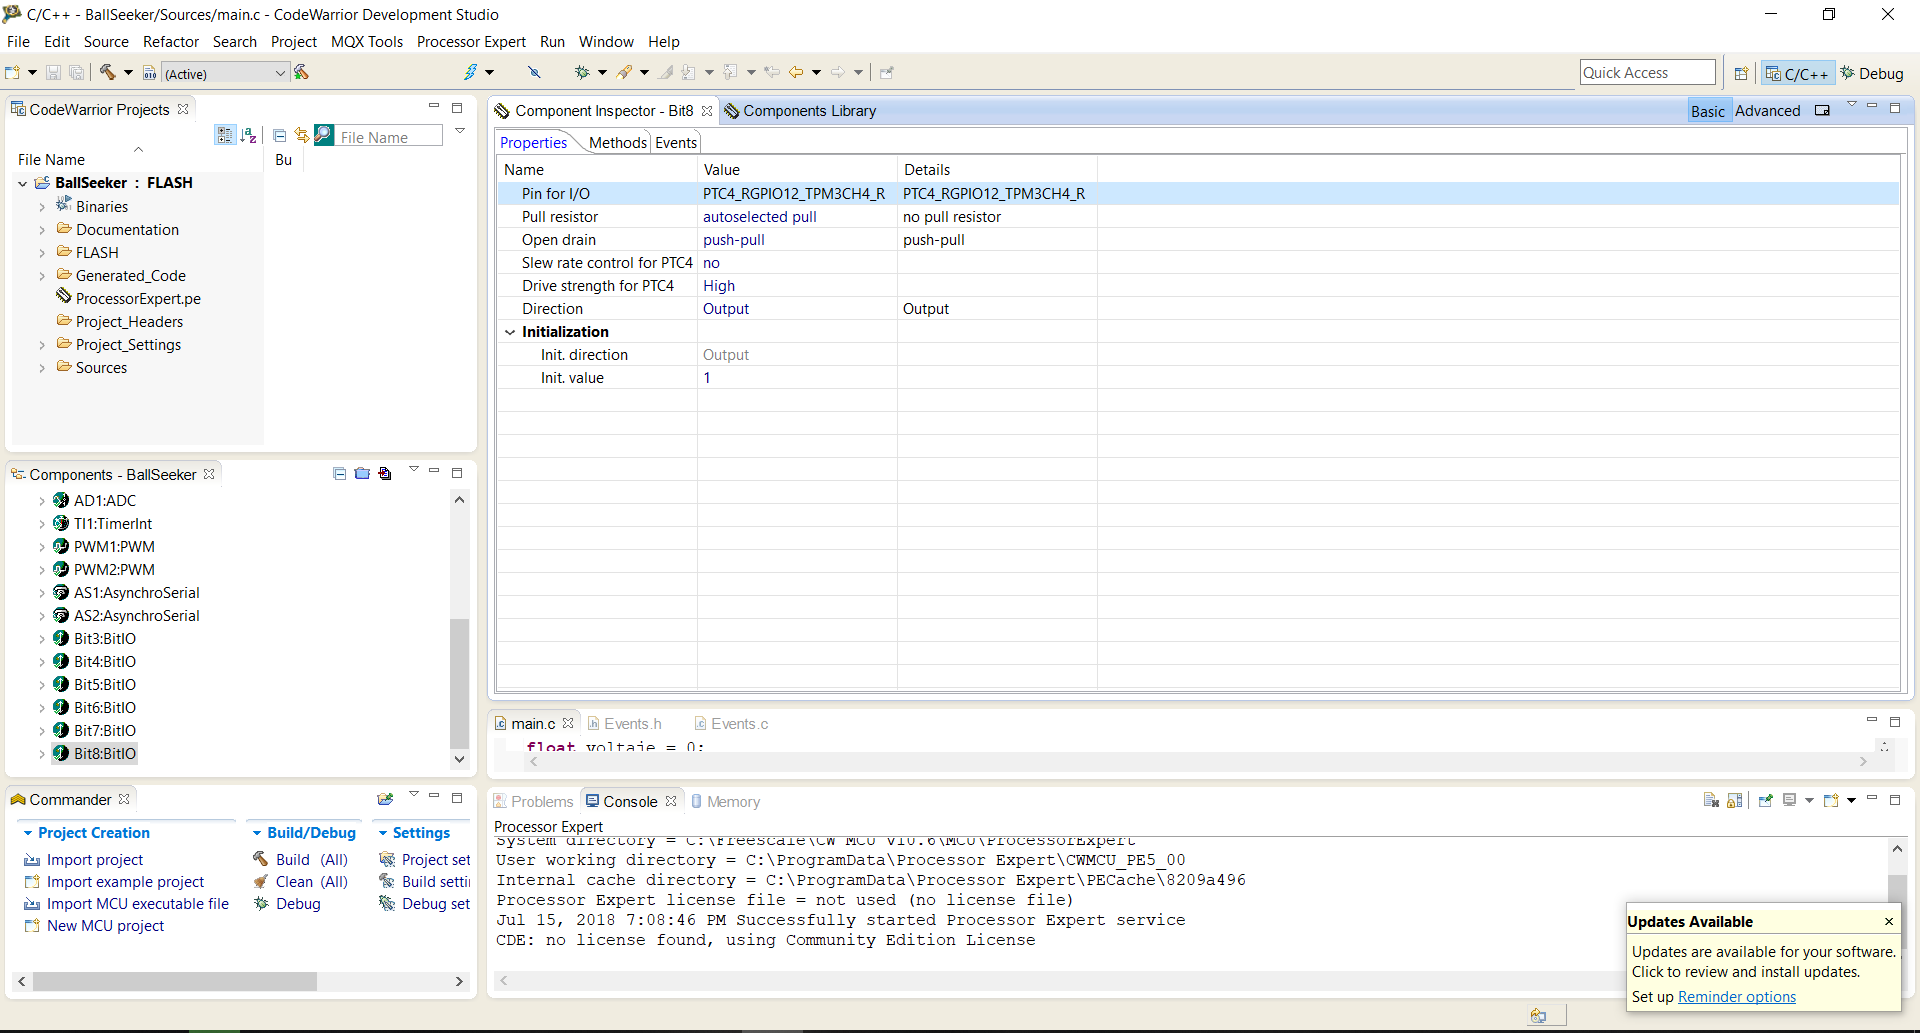 C/C++ - BallSeeker/Sources/main.c - CodeWarrior Development Studio
File Edit Source Refactor Search Project MQX Tools Processor Expert Run Window Help
(Active)
Quick Access
C/C++
Debug
CodeWarrior Projects
File Name
File Name
Bu
BallSeeker : FLASH
Binaries
Documentation
FLASH
Generated_Code
ProcessorExpert.pe
Project_Headers
Project_Settings
Sources
Components - BallSeeker
AD1:ADC
TI1:TimerInt
PWM1:PWM
PWM2:PWM
AS1:AsynchroSerial
AS2:AsynchroSerial
Bit3:BitIO
Bit4:BitIO
Bit5:BitIO
Bit6:BitIO
Bit7:BitIO
Bit8:BitIO
Commander
Project Creation
Import project
Import example project
Import MCU executable file
New MCU project
Build/Debug
Build (All)
Clean (All)
Debug
Settings
Project set
Build setti
Debug set
Component Inspector - Bit8
Components Library
Basic
Advanced
Properties
Methods
Events
Name Value Details
Pin for I/O PTC4_RGPIO12_TPM3CH4_R PTC4_RGPIO12_TPM3CH4_R
Pull resistor autoselected pull no pull resistor
Open drain push-pull push-pull
Slew rate control for PTC4 no
Drive strength for PTC4 High
Direction Output Output
Initialization
Init. direction Output
Init. value 1
main.c
Events.h
Events.c
float voltaje = 0;
Problems
Console
Memory
Processor Expert
System directory = C:\Freescale\CW MCU v10.6\MCU\ProcessorExpert
User working directory = C:\ProgramData\Processor Expert\CWMCU_PE5_00
Internal cache directory = C:\ProgramData\Processor Expert\PECache\8209a496
Processor Expert license file = not used (no license file)
Jul 15, 2018 7:08:46 PM Successfully started Processor Expert service
CDE: no license found, using Community Edition License
Updates Available
Updates are available for your software.
Click to review and install updates.
Set up Reminder options